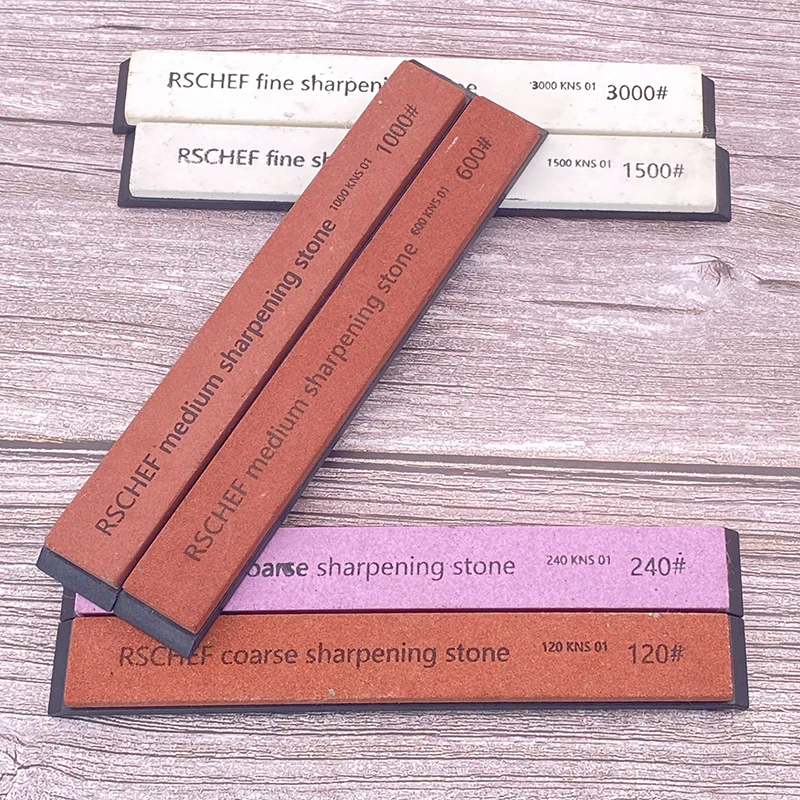 RSCHEF fine sharpeni ne 3000 KNS 01 3000#
RSCHEF fine sh 1500 KNS 01 1500#
RSCHEF medium sharpening stone 1000 KNS 01 1000#
RSCHEF medium sharpening stone 600 KNS 01 600#
oarse sharpening stone 240 KNS 01 240#
RSCHEF coarse sharpening stone 120 KNS 01 120#